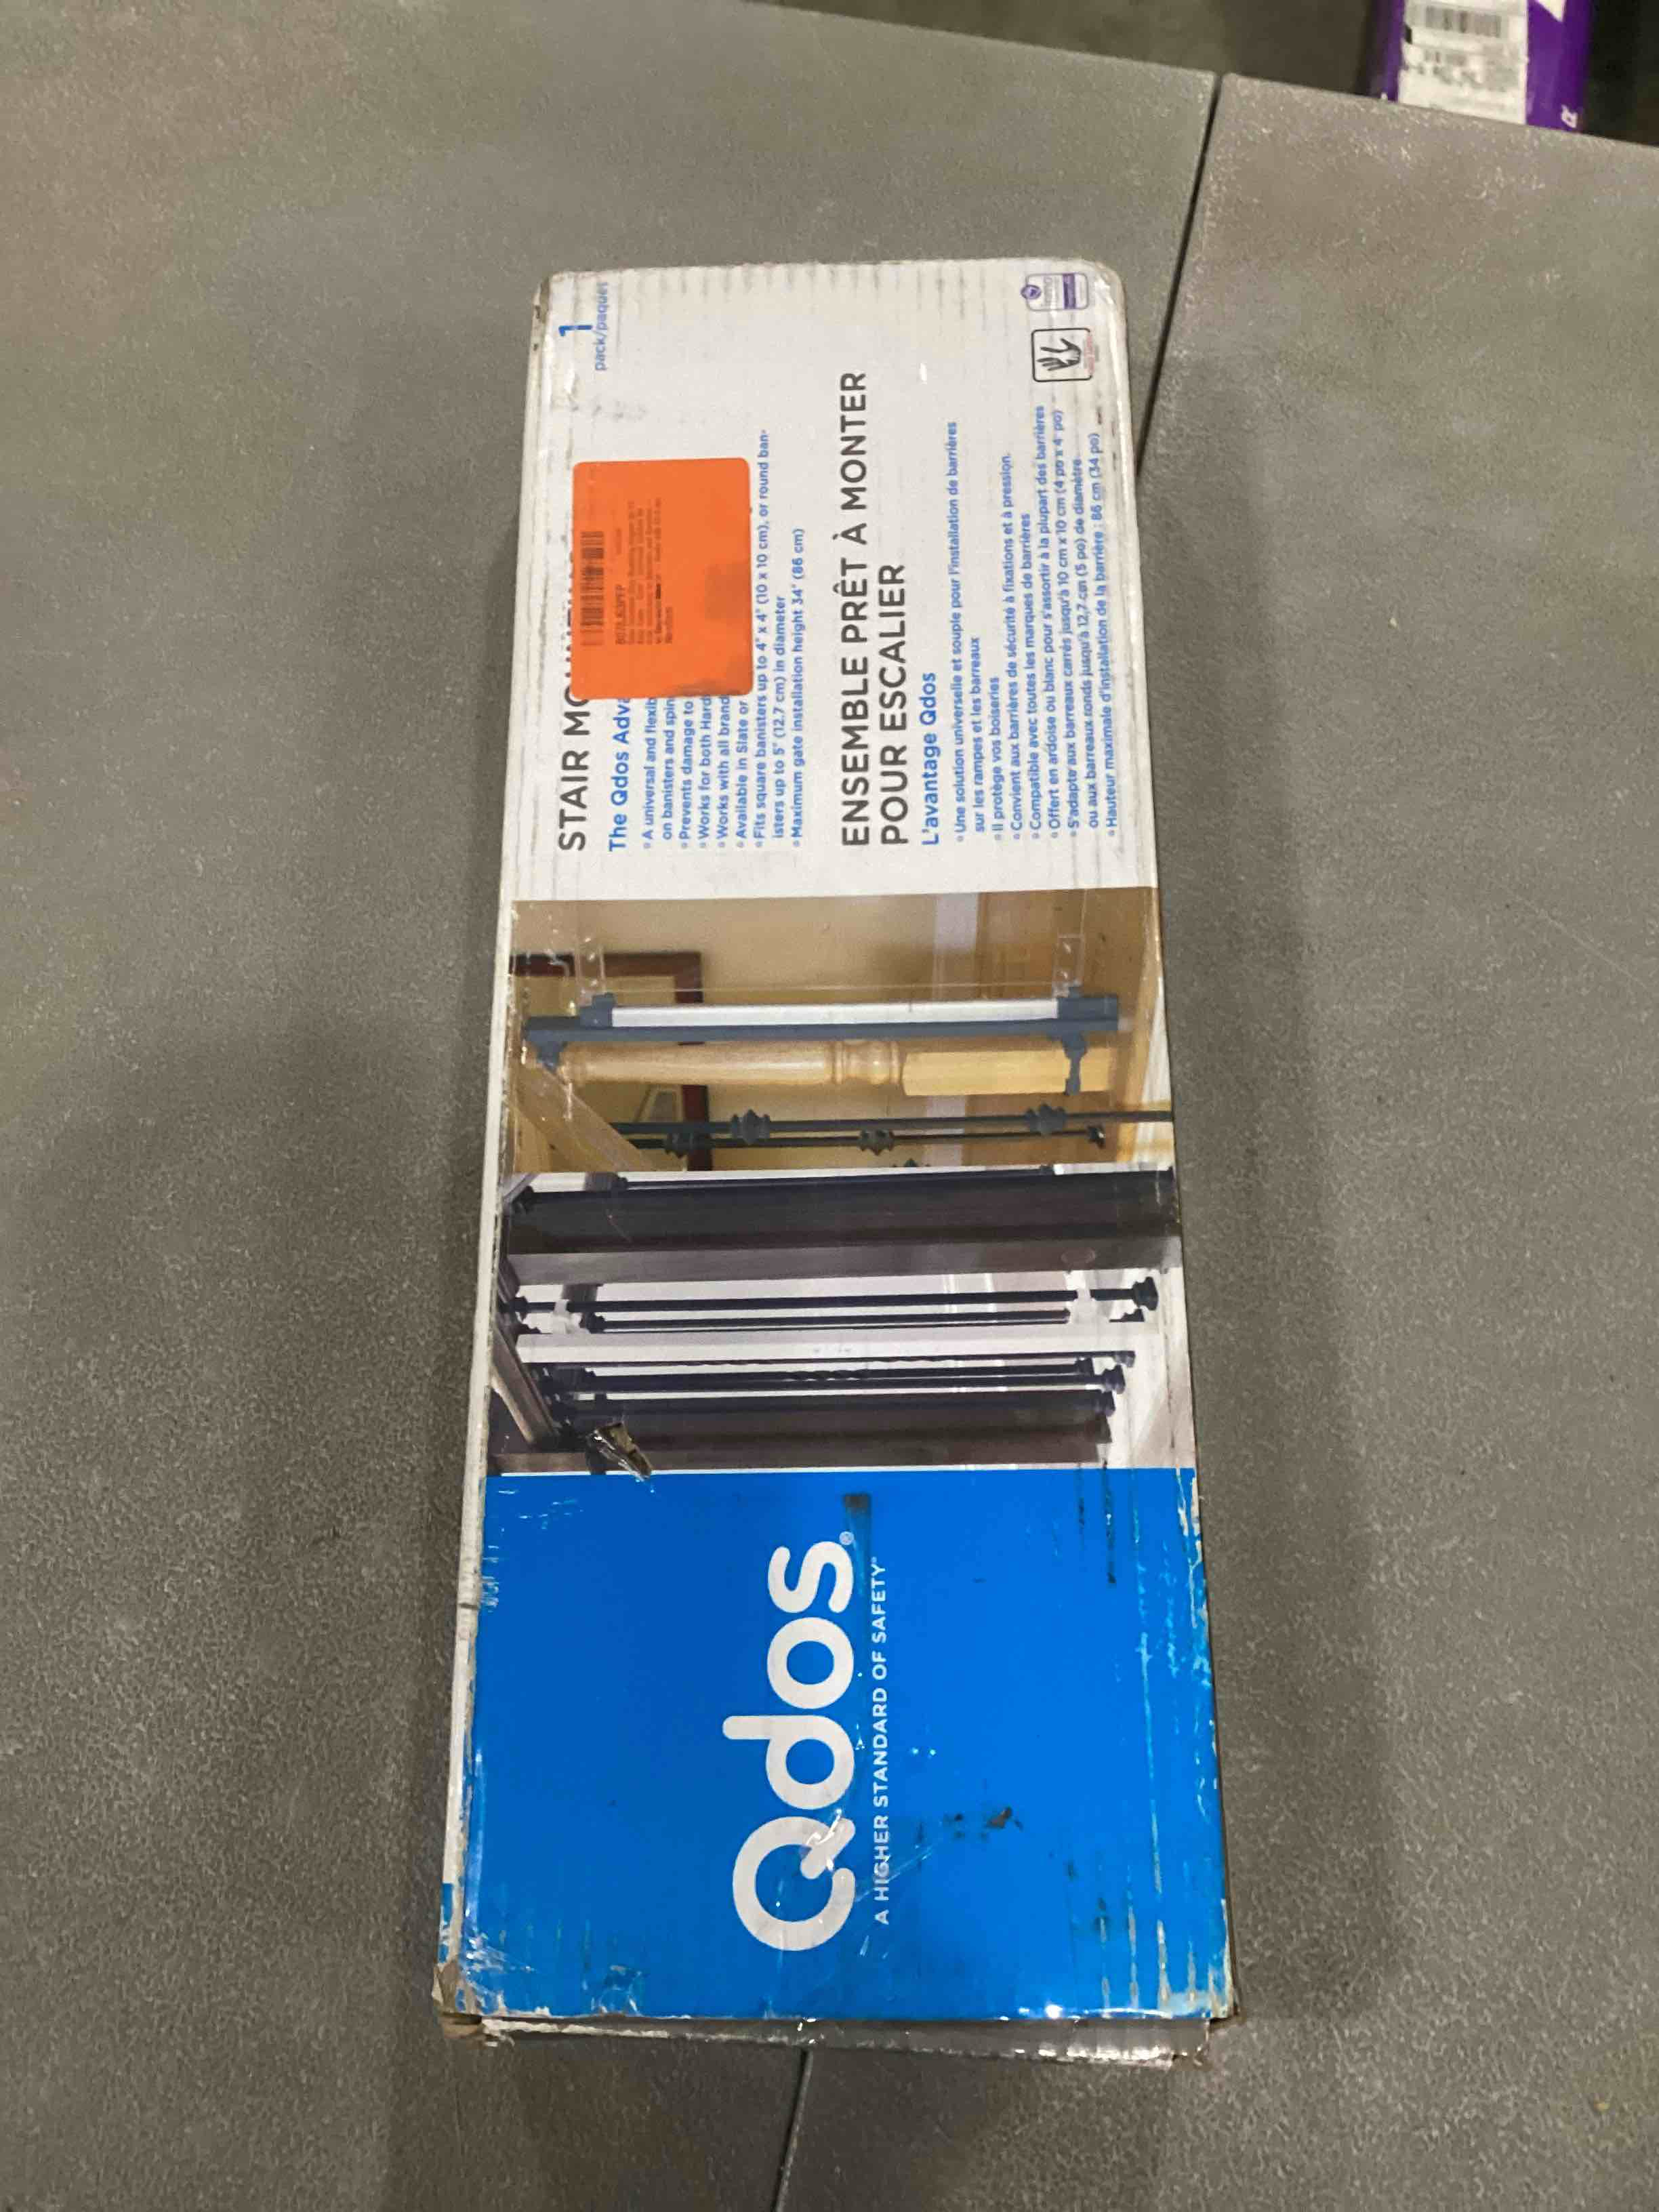 Qdos®
A HIGHER STANDARD OF SAFETY
STAIR
1
pack/paquet
The Qdos Adva
• A universal and flexib
on banisters and spin
• Prevents damage to
• Works for both Hard
• Works with all brand
• Available in Slate or
• Fits square banisters up to 4" x 4" (10 x 10 cm), or round ban-
isters up to 5" (12.7 cm) in diameter
• Maximum gate installation height 34" (86 cm)
ENSEMBLE PRÊT À MONTER
POUR ESCALIER
L'avantage Qdos
• Une solution universelle et souple pour l'installation de barrières
sur les rampes et les barreaux
• Il protège vos boiseries
• Convient aux barrières de sécurité à fixations et à pression.
• Compatible avec toutes les marques de barrières
• Offert en ardoise ou blanc pour s'assortir à la plupart des barrières
• S'adapte aux barreaux carrés jusqu'à 10 cm x 10 cm (4 po x 4 po)
ou aux barreaux ronds jusqu'à 12,7 cm (5 po) de diamètre
• Hauteur maximale d'installation de la barrière : 86 cm (34 po)